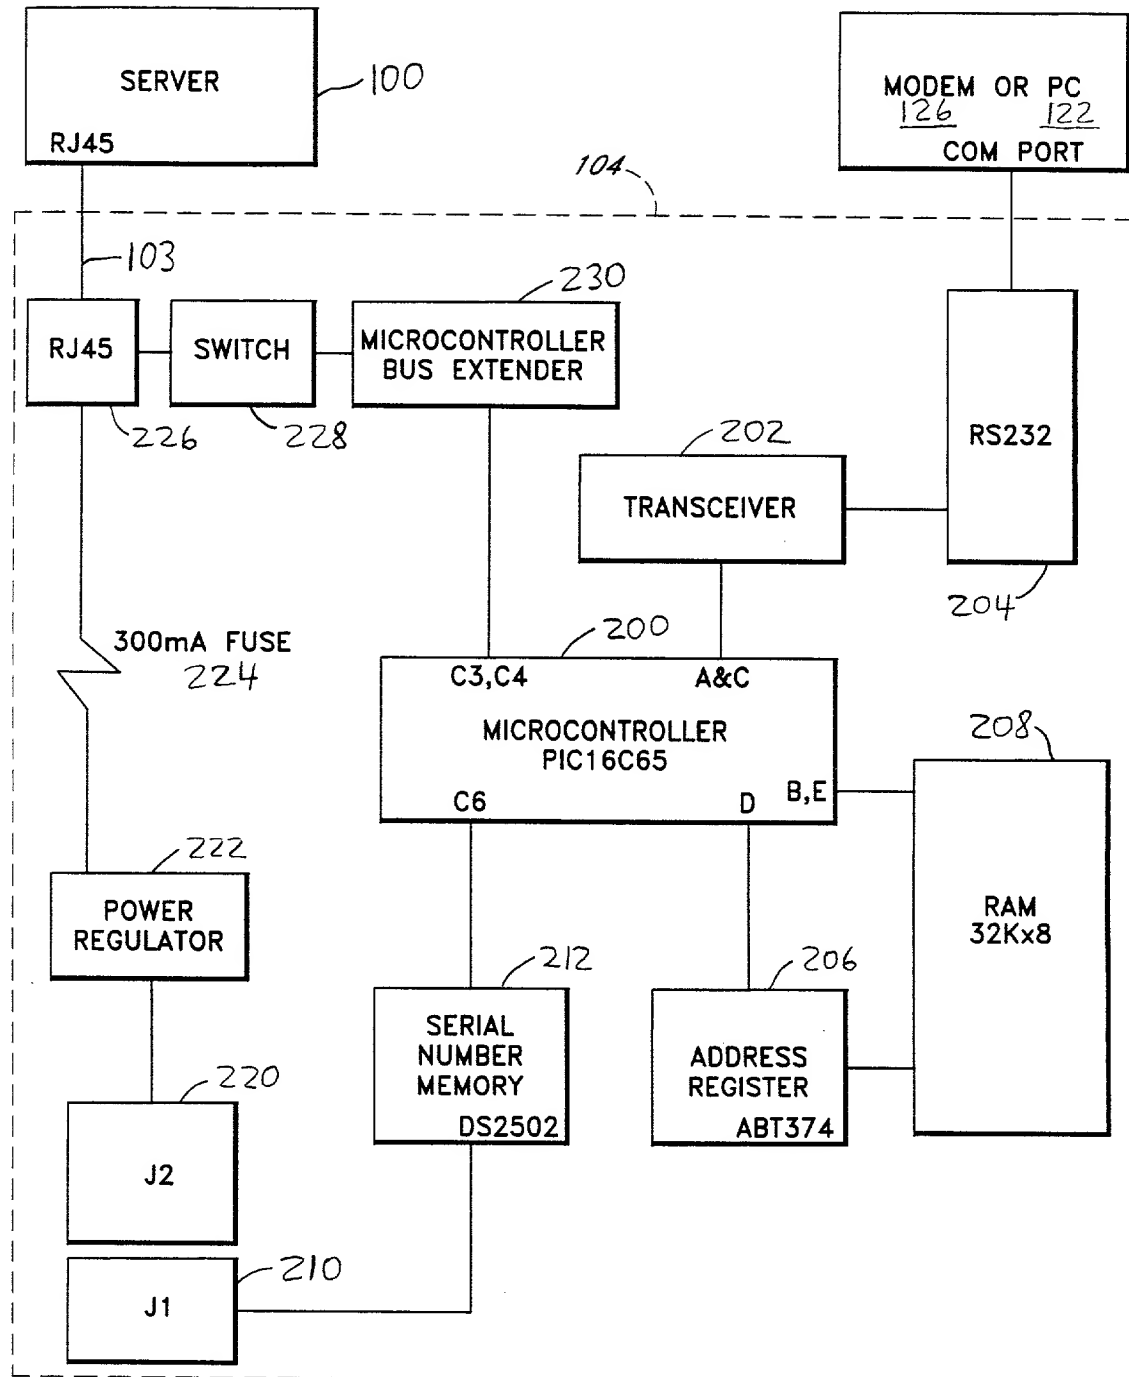 SERVER
100
RJ45
MODEM OR PC
126 122
COM PORT
104
103
230
RJ45
SWITCH
MICROCONTROLLER
BUS EXTENDER
226
228
202
RS232
TRANSCEIVER
204
300mA FUSE
224
200
C3,C4
A&C
MICROCONTROLLER
PIC16C65
B,E
C6
D
208
222
POWER
REGULATOR
RAM
32Kx8
212
206
SERIAL
NUMBER
MEMORY
DS2502
ADDRESS
REGISTER
ABT374
220
J2
210
J1